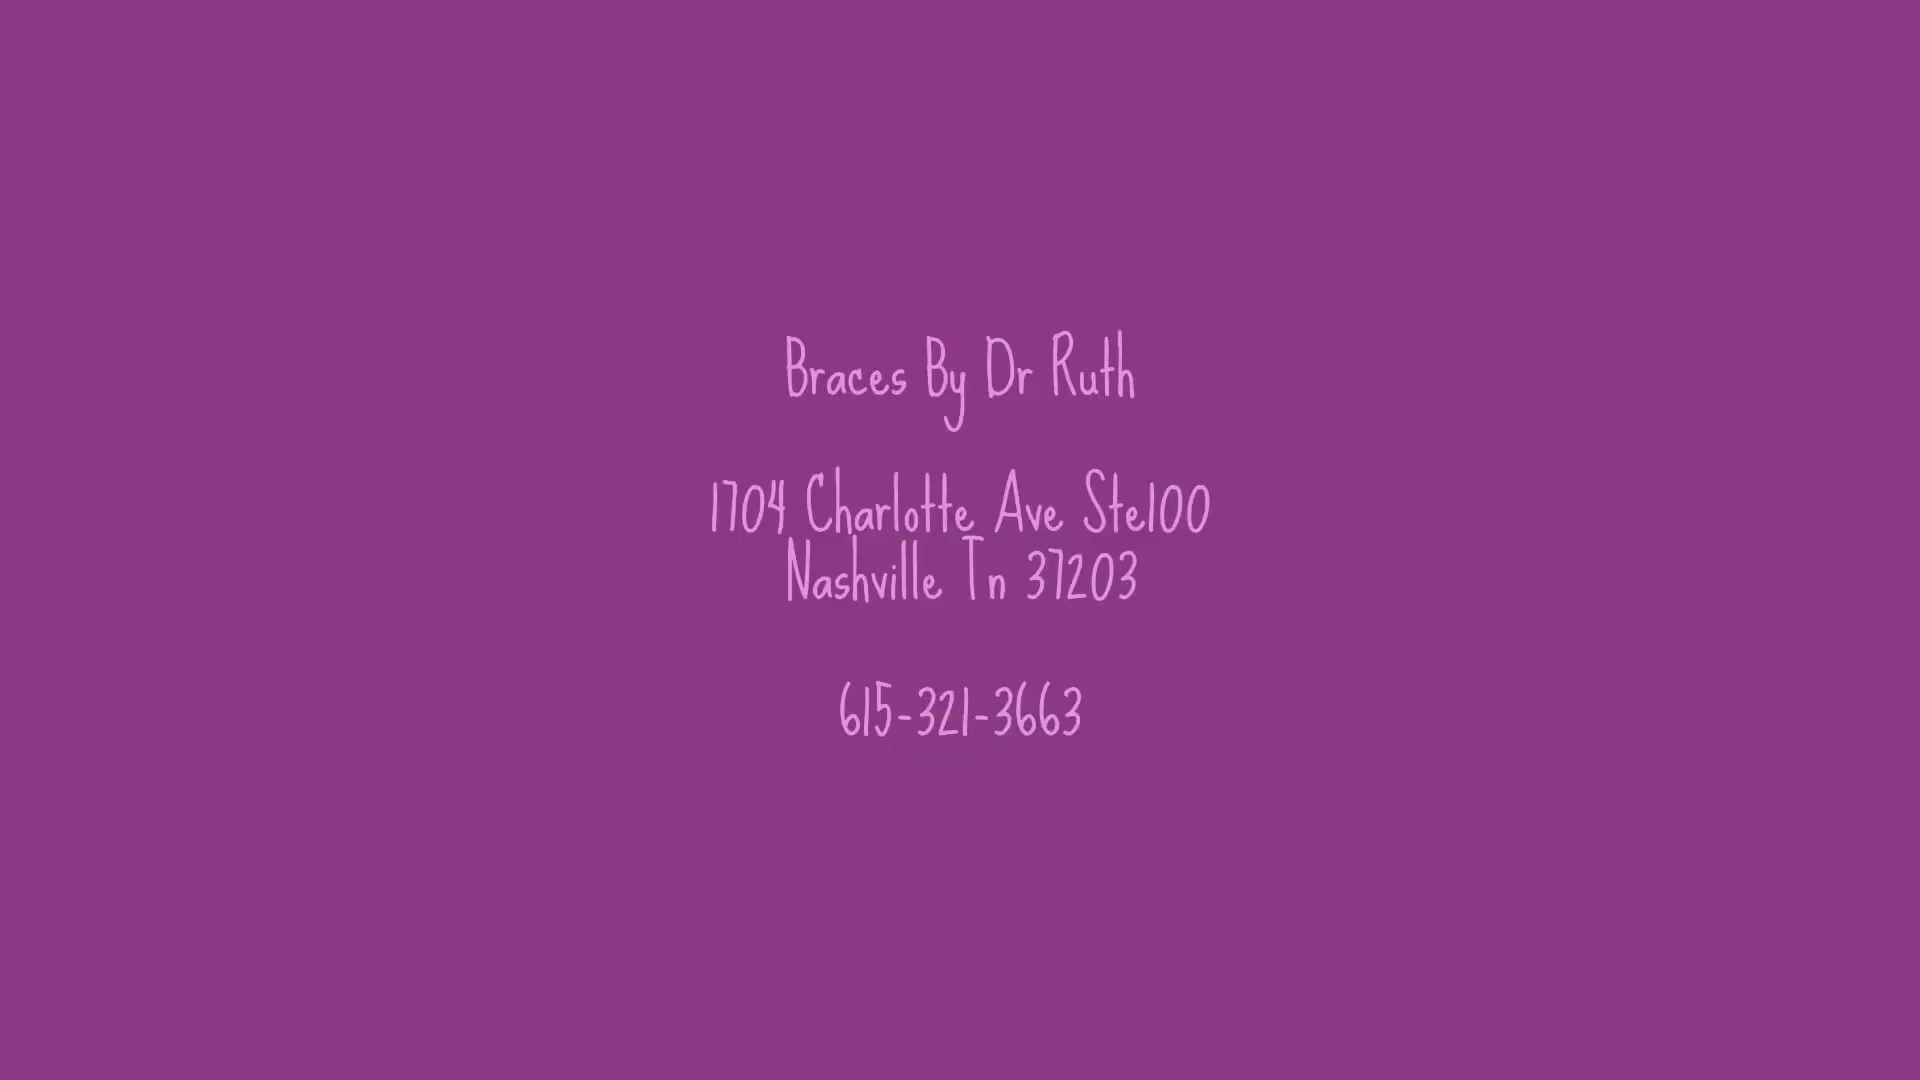 Braces By Dr Ruth
1704 Charlotte Ave Ste100
Nashville Tn 37203
615-321-3663